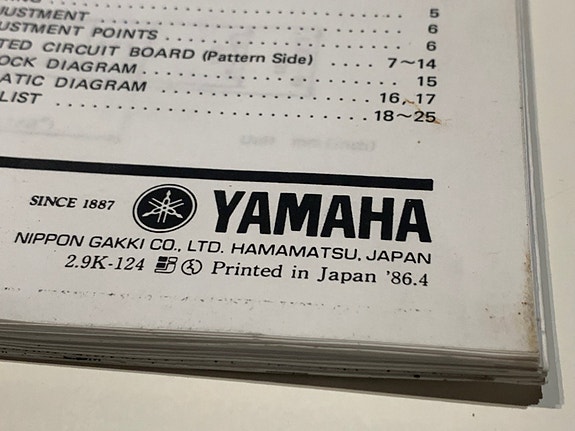 5
JUSTMENT . . . . . . . . . . . . . . . . . . . . . . 6
USTMENT POINTS . . . . . . . . . . . . . . . . . . 6
TED CIRCUIT BOARD (Pattern Side) . . . . 7~14
OCK DIAGRAM . . . . . . . . . . . . . . . . . . . 15
ATIC DIAGRAM . . . . . . . . . . . . . . . . 16, 17
LIST . . . . . . . . . . . . . . . . . . . . . . . 18~25
SINCE 1887 YAMAHA
NIPPON GAKKI CO., LTD. HAMAMATSU, JAPAN
2.9K-124 Printed in Japan '86.4